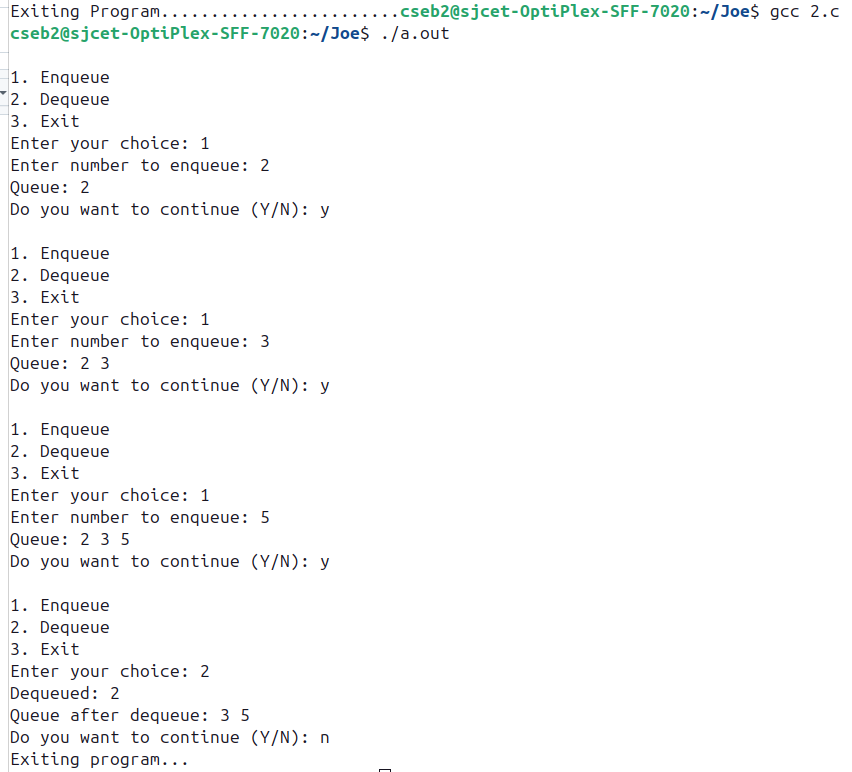 Exiting Program........................cseb2@sjcet-OptiPlex-SFF-7020:~/Joe$ gcc 2.c
cseb2@sjcet-OptiPlex-SFF-7020:~/Joe$ ./a.out
1. Enqueue
2. Dequeue
3. Exit
Enter your choice: 1
Enter number to enqueue: 2
Queue: 2
Do you want to continue (Y/N): y
1. Enqueue
2. Dequeue
3. Exit
Enter your choice: 1
Enter number to enqueue: 3
Queue: 2 3
Do you want to continue (Y/N): y
1. Enqueue
2. Dequeue
3. Exit
Enter your choice: 1
Enter number to enqueue: 5
Queue: 2 3 5
Do you want to continue (Y/N): y
1. Enqueue
2. Dequeue
3. Exit
Enter your choice: 2
Dequeued: 2
Queue after dequeue: 3 5
Do you want to continue (Y/N): n
Exiting program...